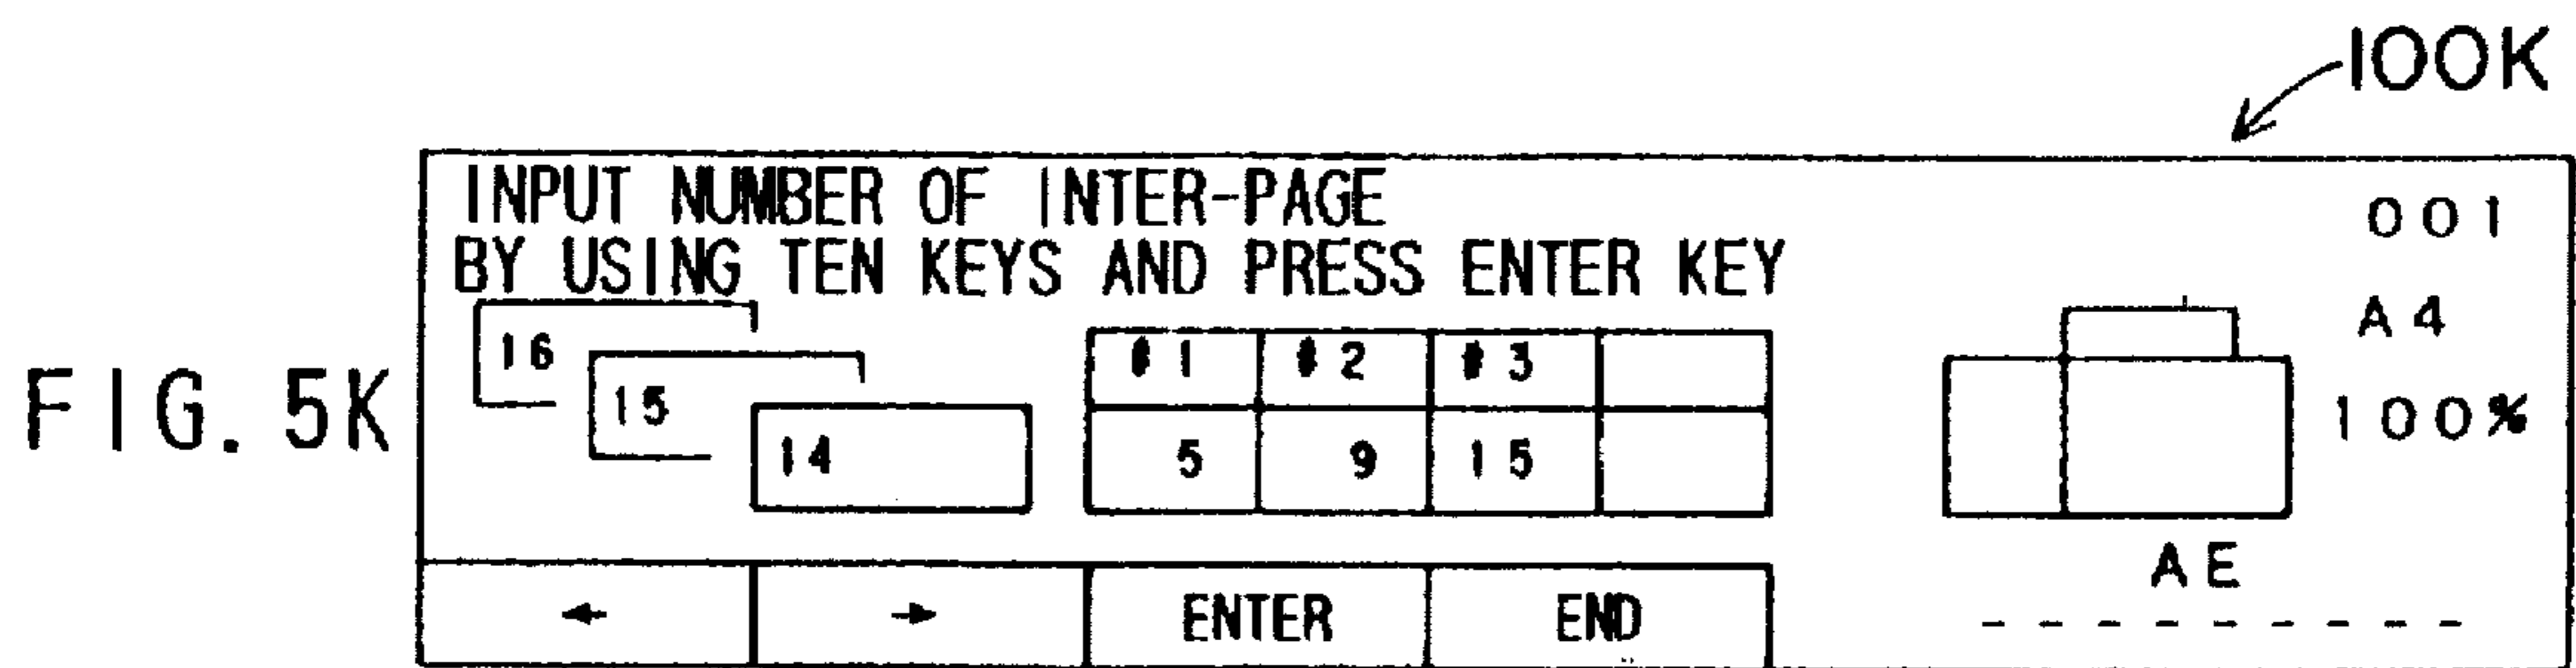 100K
FIG. 5K
INPUT NUMBER OF INTER-PAGE
BY USING TEN KEYS AND PRESS ENTER KEY
16
15
14
#1 #2 #3
5 9 15
← → ENTER END
001
A4
100%
AE
- - - - - - - - -